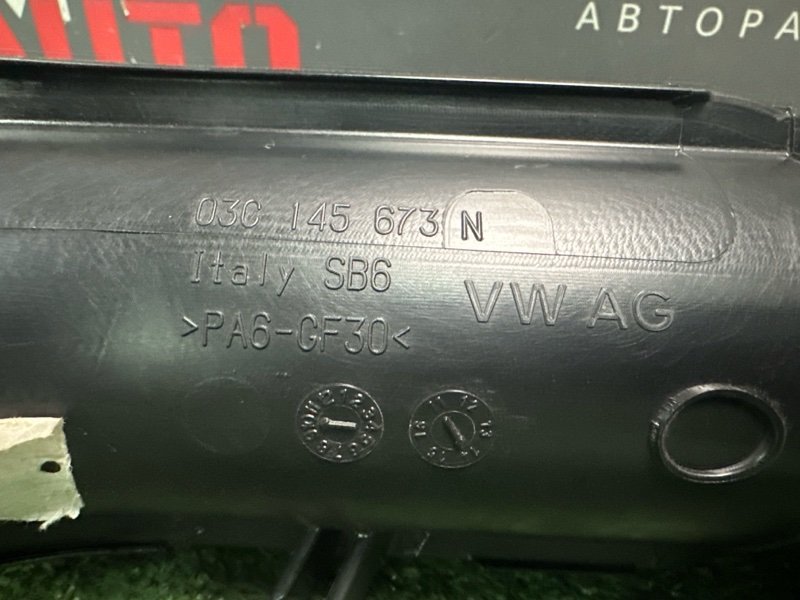 АВТОРА
03C 145 673 N
Italy SB6
VW AG
>PA6-GF30<